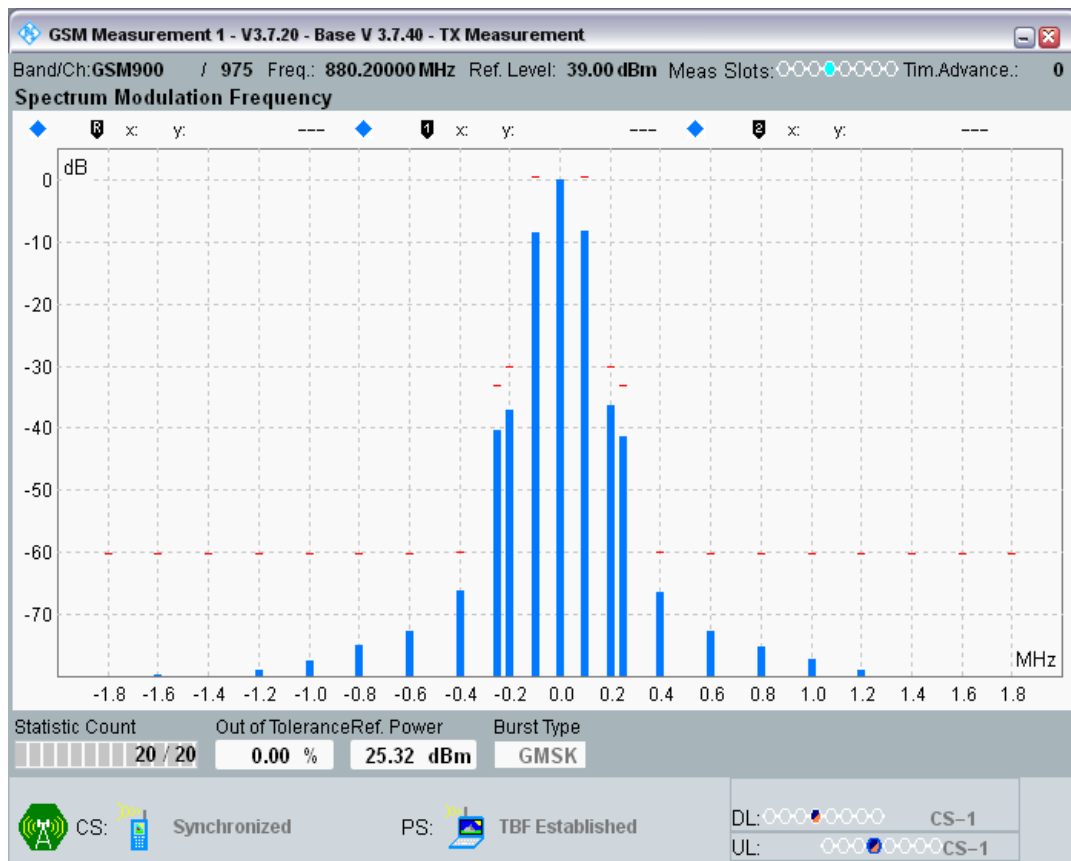 GSM Measurement 1 - V3.7.20 - Base V 3.7.40 - TX Measurement
Band/Ch:GSM900 / 975 Freq.: 880.20000 MHz Ref. Level: 39.00 dBm Meas Slots: Tim.Advance.: 0
Spectrum Modulation Frequency
R x: y: --- 1 x: y: --- 2 x: y: ---
dB
0
-10
-20
-30
-40
-50
-60
-70
MHz
-1.8 -1.6 -1.4 -1.2 -1.0 -0.8 -0.6 -0.4 -0.2 0.0 0.2 0.4 0.6 0.8 1.0 1.2 1.4 1.6 1.8
Statistic Count Out of Tolerance Ref. Power Burst Type
20 / 20 0.00 % 25.32 dBm GMSK
CS: Synchronized PS: TBF Established
DL: CS-1
UL: CS-1